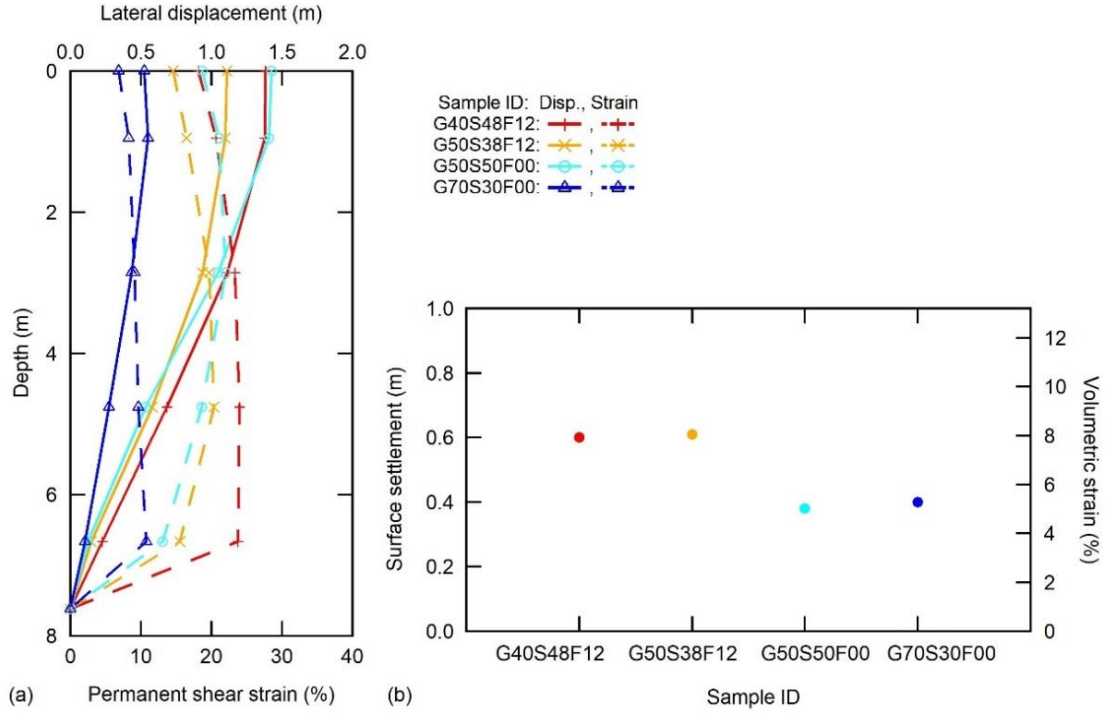 Lateral displacement (m)
0.0 0.5 1.0 1.5 2.0
0
2
4
6
8
Depth (m)
0 10 20 30 40
(a) Permanent shear strain (%)
Sample ID: Disp., Strain
G40S48F12: ,
G50S38F12: ,
G50S50F00: ,
G70S30F00: ,
1.0
0.8
0.6
0.4
0.2
0.0
Surface settlement (m)
12
10
8
6
4
2
0
Volumetric strain (%)
G40S48F12 G50S38F12 G50S50F00 G70S30F00
(b) Sample ID